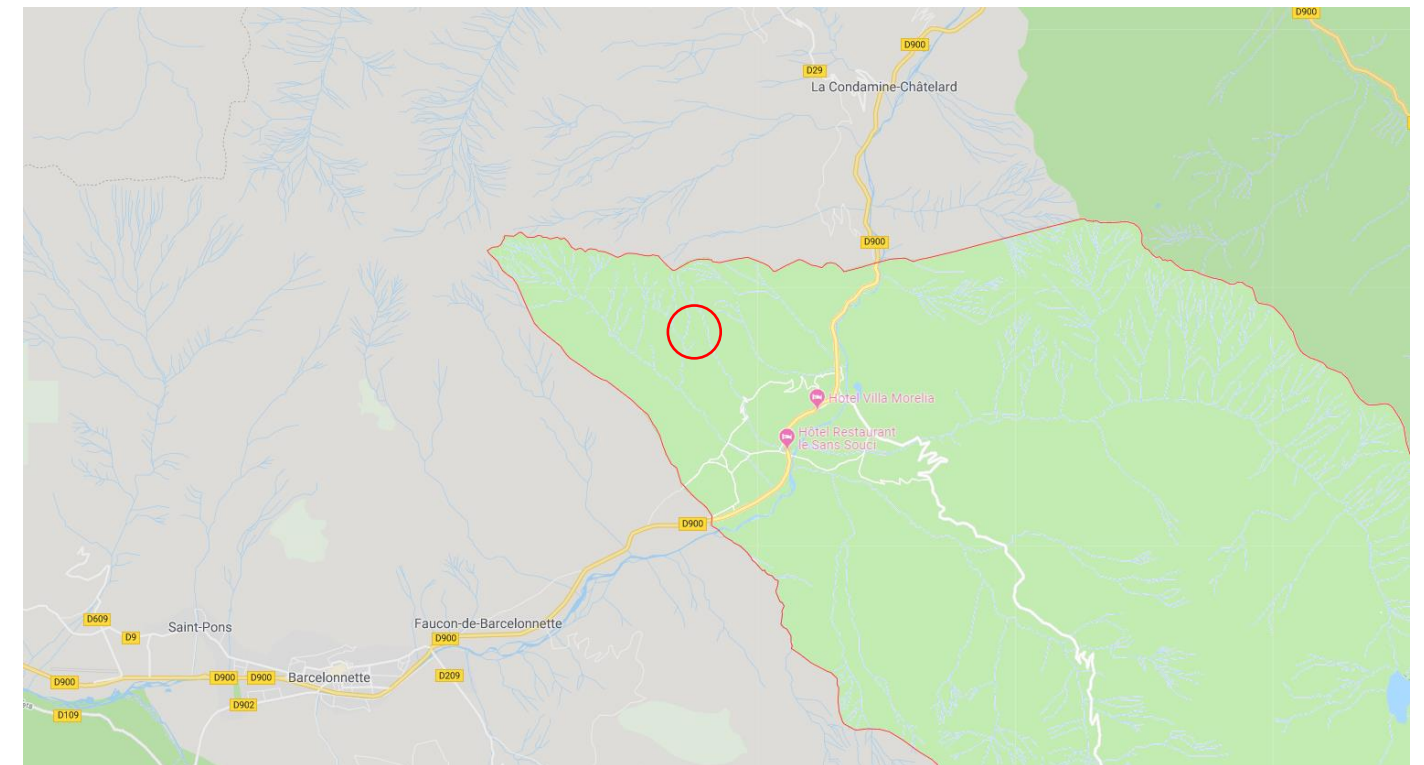 D900
D900
D29
La Condamine-Châtelard
D900
Hotel Villa Morelia
Hôtel Restaurant
le Sans Souci
D900
D609
Saint-Pons
D9
Faucon-de-Barcelonnette
D900
D900
D900
D900
Barcelonnette
D209
D902
D109